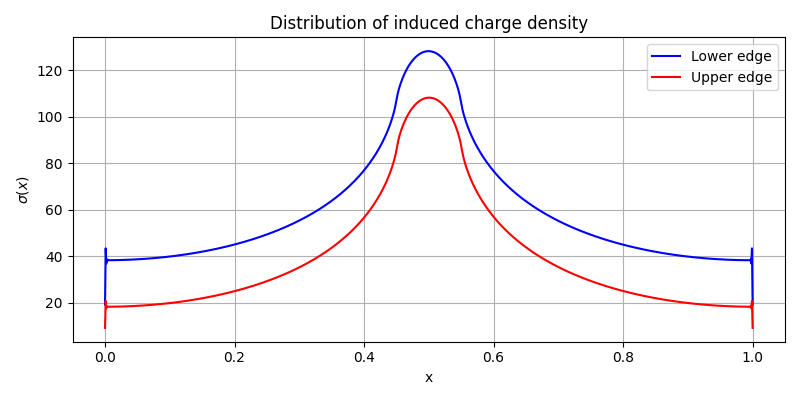 Distribution of induced charge density
Lower edge
Upper edge
σ(x)
120
100
80
60
40
20
0.0 0.2 0.4 0.6 0.8 1.0
x